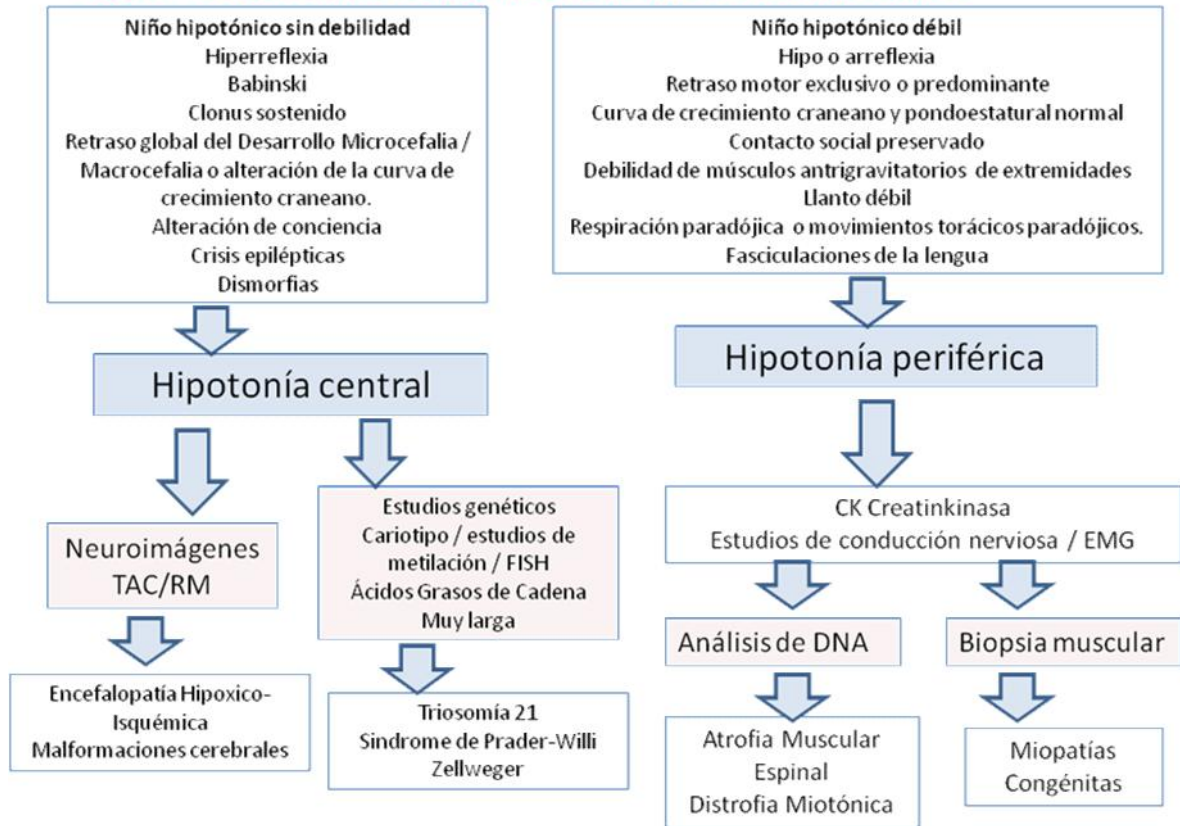 Niño hipotónico sin debilidad
Hiperreflexia
Babinski
Clonus sostenido
Retraso global del Desarrollo Microcefalia /
Macrocefalia o alteración de la curva de
crecimiento craneano.
Alteración de conciencia
Crisis epilépticas
Dismorfias
Niño hipotónico débil
Hipo o arreflexia
Retraso motor exclusivo o predominante
Curva de crecimiento craneano y pondoestatural normal
Contacto social preservado
Debilidad de músculos antrigravitatorios de extremidades
Llanto débil
Respiración paradójica o movimientos torácicos paradójicos.
Fasciculaciones de la lengua
Hipotonía central
Hipotonía periférica
Neuroimágenes
TAC/RM
Estudios genéticos
Cariotipo / estudios de
metilación / FISH
Ácidos Grasos de Cadena
Muy larga
CK Creatinkinasa
Estudios de conducción nerviosa / EMG
Análisis de DNA
Biopsia muscular
Encefalopatía Hipoxico-
Isquémica
Malformaciones cerebrales
Triosomía 21
Sindrome de Prader-Willi
Zellweger
Atrofia Muscular
Espinal
Distrofia Miotónica
Miopatías
Congénitas